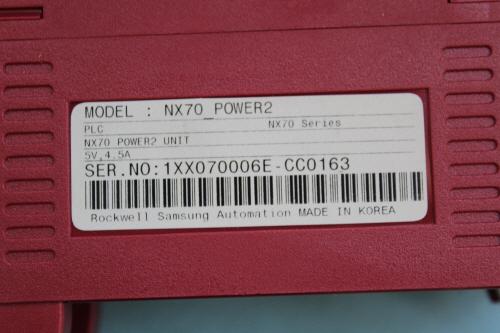 MODEL : NX70_POWER2
PLC NX70 Series
NX70 POWER2 UNIT
5V,4.5A
SER.NO:1XX070006E-CC0163
Rockwell Samsung Automation MADE IN KOREA